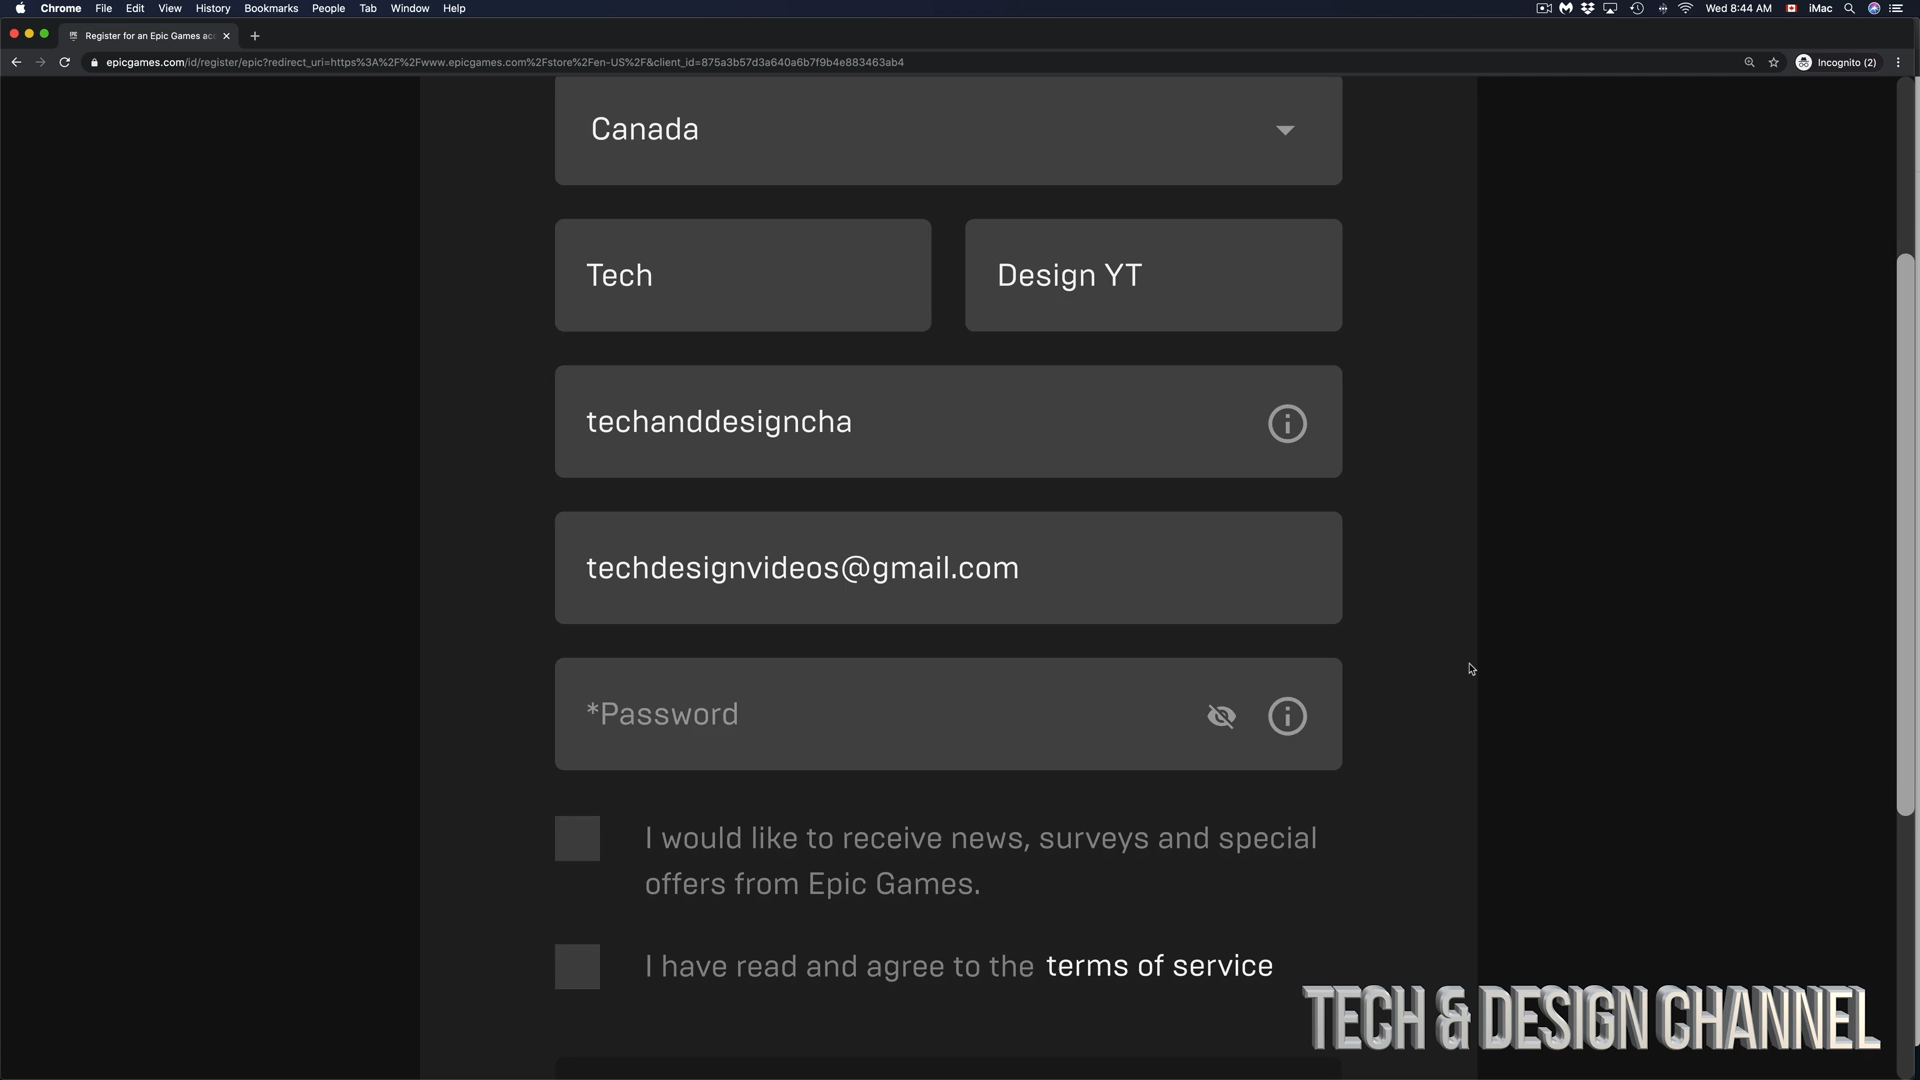 Chrome File Edit View History Bookmarks People Tab Window Help Wed 8:44 AM iMac
Register for an Epic Games acc
epicgames.com/id/register/epic?redirect_uri=https%3A%2F%2Fwww.epicgames.com%2Fstore%2Fen-US%2F&client_id=875a3b57d3a640a6b7f9b4e883463ab4 Incognito (2)
Canada
Tech Design YT
techanddesigncha
techdesignvideos@gmail.com
*Password
I would like to receive news, surveys and special
offers from Epic Games.
I have read and agree to the terms of service
TECH & DESIGN CHANNEL